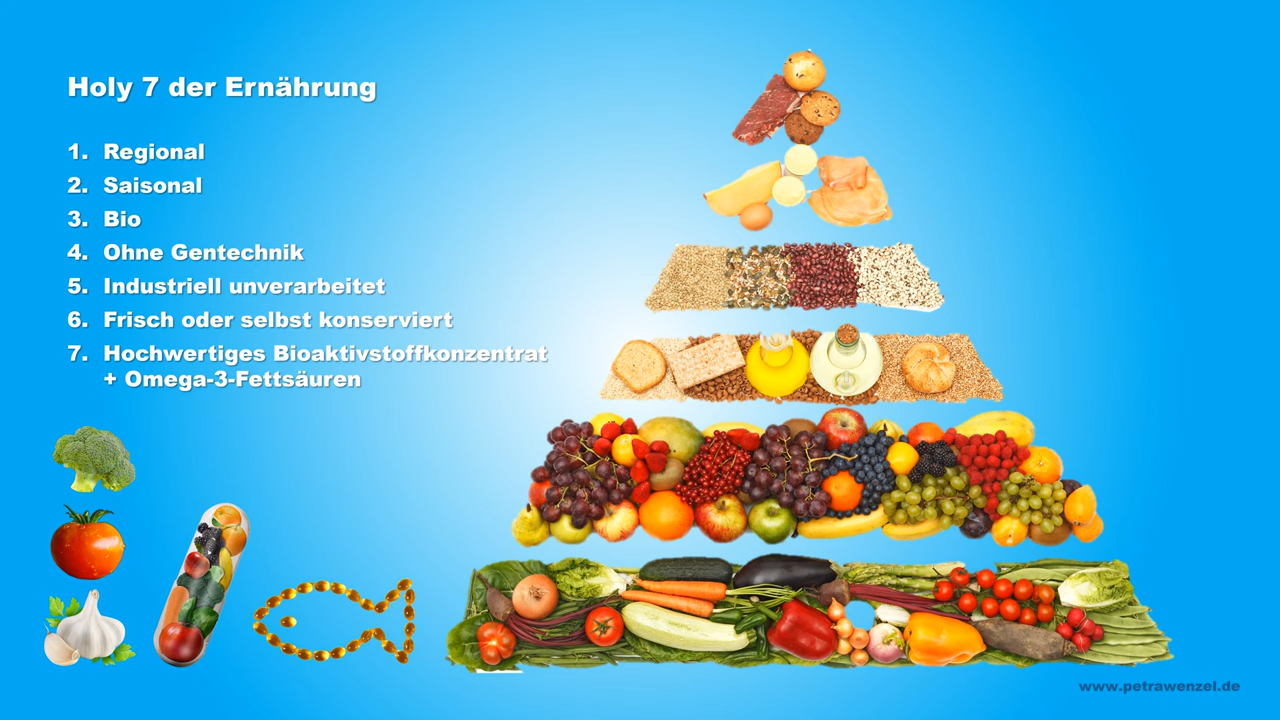 Holy 7 der Ernährung
1. Regional
2. Saisonal
3. Bio
4. Ohne Gentechnik
5. Industriell unverarbeitet
6. Frisch oder selbst konserviert
7. Hochwertiges Bioaktivstoffkonzentrat
+ Omega-3-Fettsäuren
www.petrawenzel.de